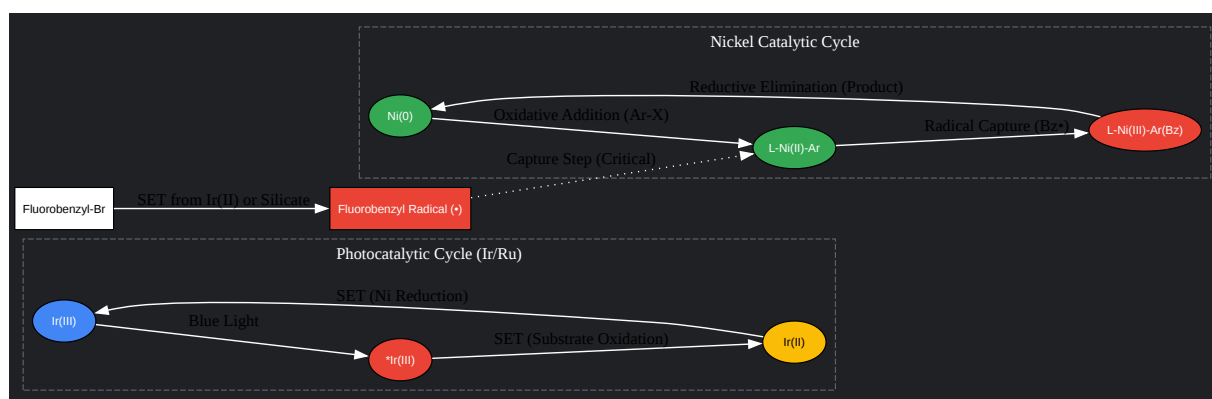 Nickel Catalytic Cycle
Reductive Elimination (Product)
Ni(0)
Oxidative Addition (Ar-X)
Radical Capture (Bz•)
L-Ni(III)-Ar(Bz)
L-Ni(II)-Ar
Capture Step (Critical)
Fluorobenzyl-Br
SET from Ir(II) or Silicate
Fluorobenzyl Radical (•)
Photocatalytic Cycle (Ir/Ru)
SET (Ni Reduction)
Ir(III)
Blue Light
SET (Substrate Oxidation)
Ir(II)
*Ir(III)